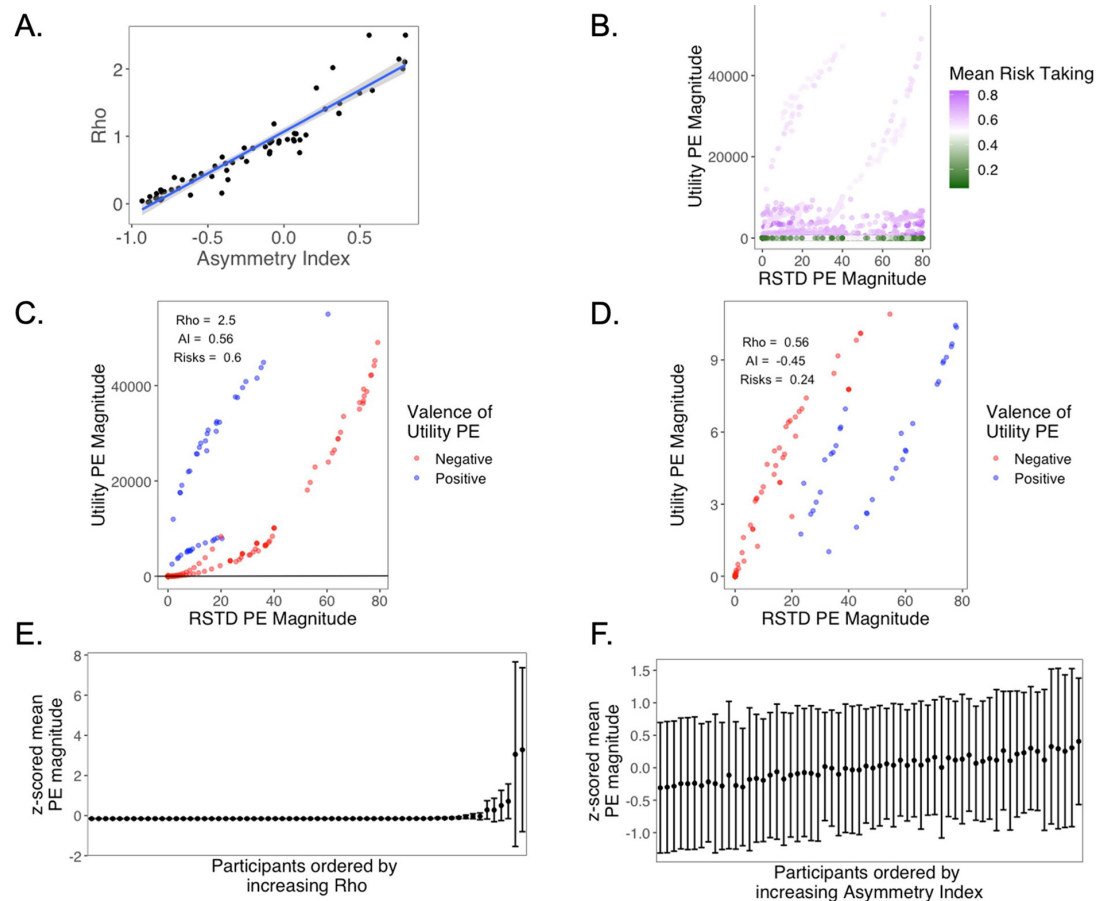 A.
Rho
2
1
0
-1.0 -0.5 0.0 0.5
Asymmetry Index
B.
Utility PE Magnitude
40000
20000
0
0 20 40 60 80
RSTD PE Magnitude
Mean Risk Taking
0.8
0.6
0.4
0.2
C.
Rho = 2.5
AI = 0.56
Risks = 0.6
Utility PE Magnitude
40000
20000
0
0 20 40 60 80
RSTD PE Magnitude
Valence of
Utility PE
Negative
Positive
D.
Rho = 0.56
AI = -0.45
Risks = 0.24
Utility PE Magnitude
9
6
3
0
0 20 40 60 80
RSTD PE Magnitude
Valence of
Utility PE
Negative
Positive
E.
z-scored mean
PE magnitude
8
6
4
2
0
-2
Participants ordered by
increasing Rho
F.
z-scored mean
PE magnitude
1.5
1.0
0.5
0.0
-0.5
-1.0
Participants ordered by
increasing Asymmetry Index